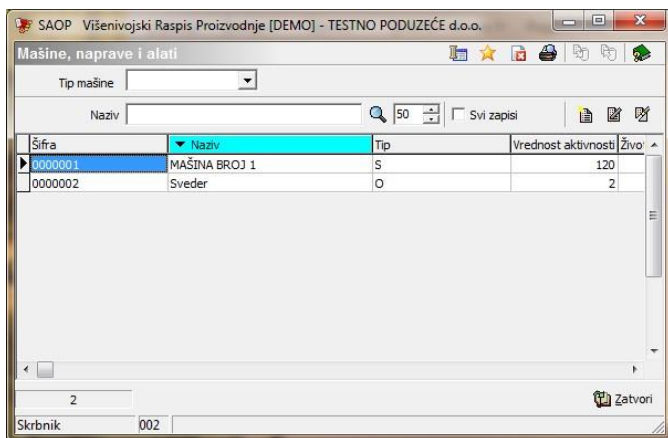 SAOP Višenivojski Raspis Proizvodnje [DEMO] - TESTNO PODUZEĆE d.o.o.
Mašine, naprave i alati
Tip mašine
Naziv 50 Svi zapisi
Šifra Naziv Tip Vrednost aktivnosti Živo
0000001 MAŠINA BROJ 1 S 120
0000002 Sveder O 2
2 Zatvori
Skrbnik 002